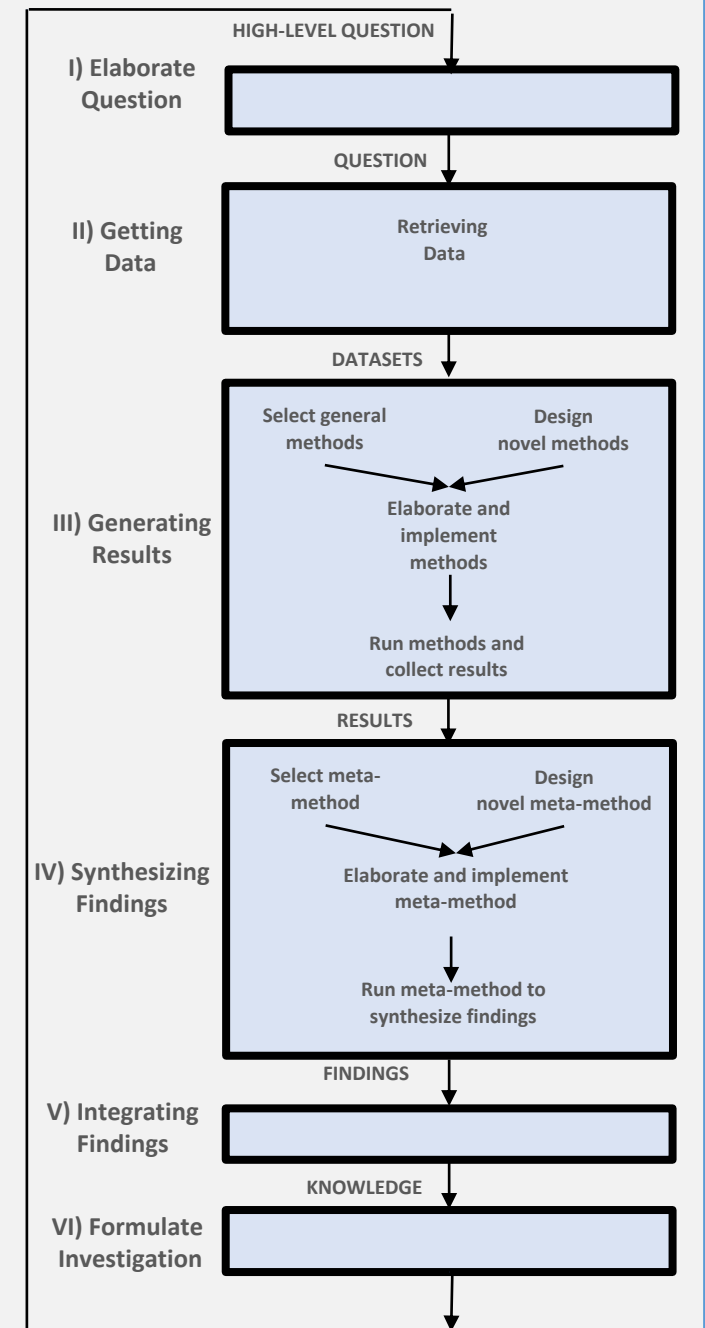 HIGH-LEVEL QUESTION
I) Elaborate
Question
QUESTION
II) Getting
Data
Retrieving
Data
DATASETS
Select general
methods
Design
novel methods
III) Generating
Results
Elaborate and
implement
methods
Run methods and
collect results
RESULTS
Select meta-
method
Design
novel meta-method
IV) Synthesizing
Findings
Elaborate and implement
meta-method
Run meta-method to
synthesize findings
FINDINGS
V) Integrating
Findings
KNOWLEDGE
VI) Formulate
Investigation